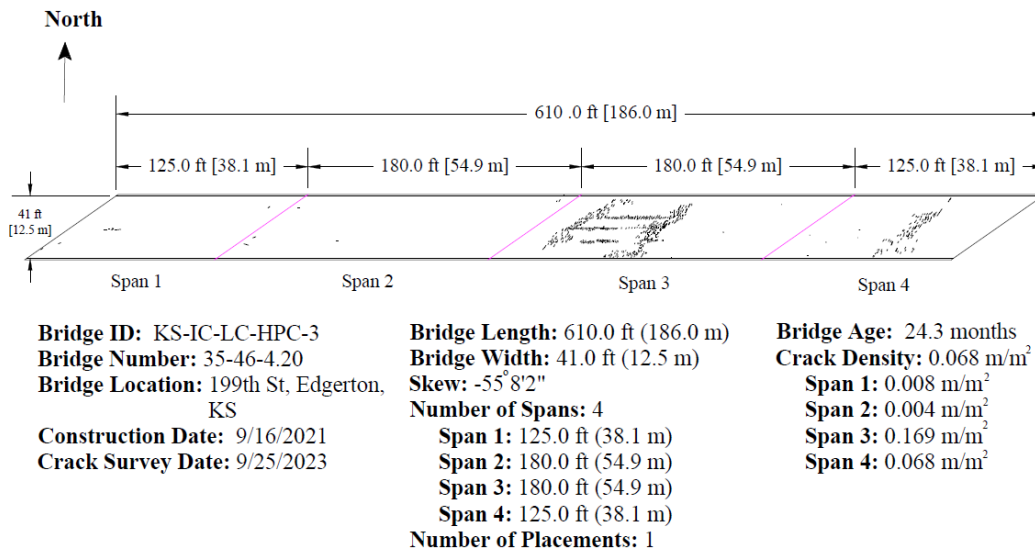 North
610 .0 ft [186.0 m]
125.0 ft [38.1 m]
180.0 ft [54.9 m]
180.0 ft [54.9 m]
125.0 ft [38.1 m]
41 ft
[12.5 m]
Span 1
Span 2
Span 3
Span 4
Bridge ID: KS-IC-LC-HPC-3
Bridge Number: 35-46-4.20
Bridge Location: 199th St, Edgerton,
KS
Construction Date: 9/16/2021
Crack Survey Date: 9/25/2023
Bridge Length: 610.0 ft (186.0 m)
Bridge Width: 41.0 ft (12.5 m)
Skew: -55°8'2"
Number of Spans: 4
Span 1: 125.0 ft (38.1 m)
Span 2: 180.0 ft (54.9 m)
Span 3: 180.0 ft (54.9 m)
Span 4: 125.0 ft (38.1 m)
Number of Placements: 1
Bridge Age: 24.3 months
Crack Density: 0.068 m/m²
Span 1: 0.008 m/m²
Span 2: 0.004 m/m²
Span 3: 0.169 m/m²
Span 4: 0.068 m/m²